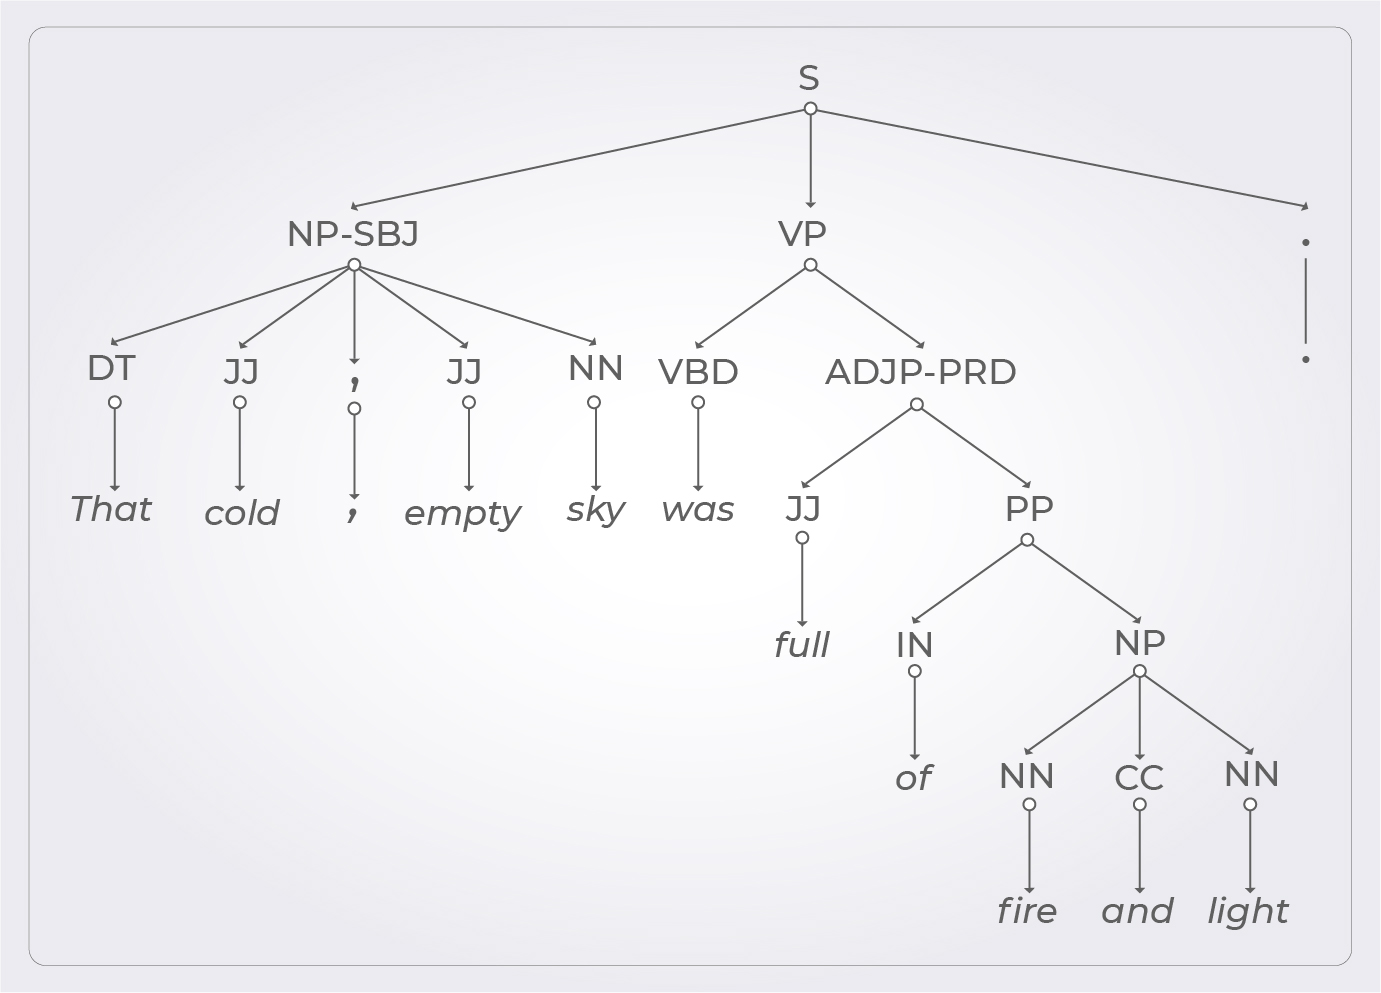 S
NP-SBJ VP .
DT JJ , JJ NN VBD ADJP-PRD .
That cold , empty sky was JJ PP
full IN NP
of NN CC NN
fire and light